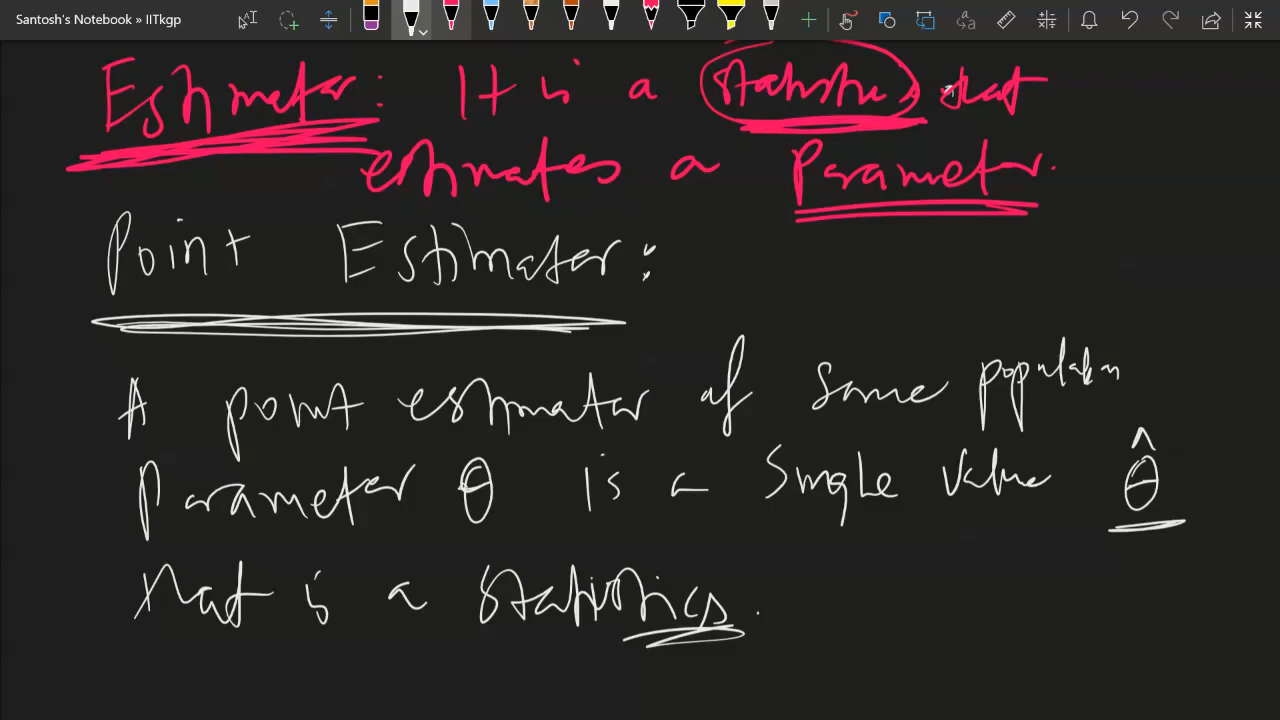 Santosh's Notebook » IITkgp
Estimator: It is a statistics that
estimates a Parameter.
Point Estimator:
A point estimator of some population
Parameter θ is a single value θ̂
that is a statistics.